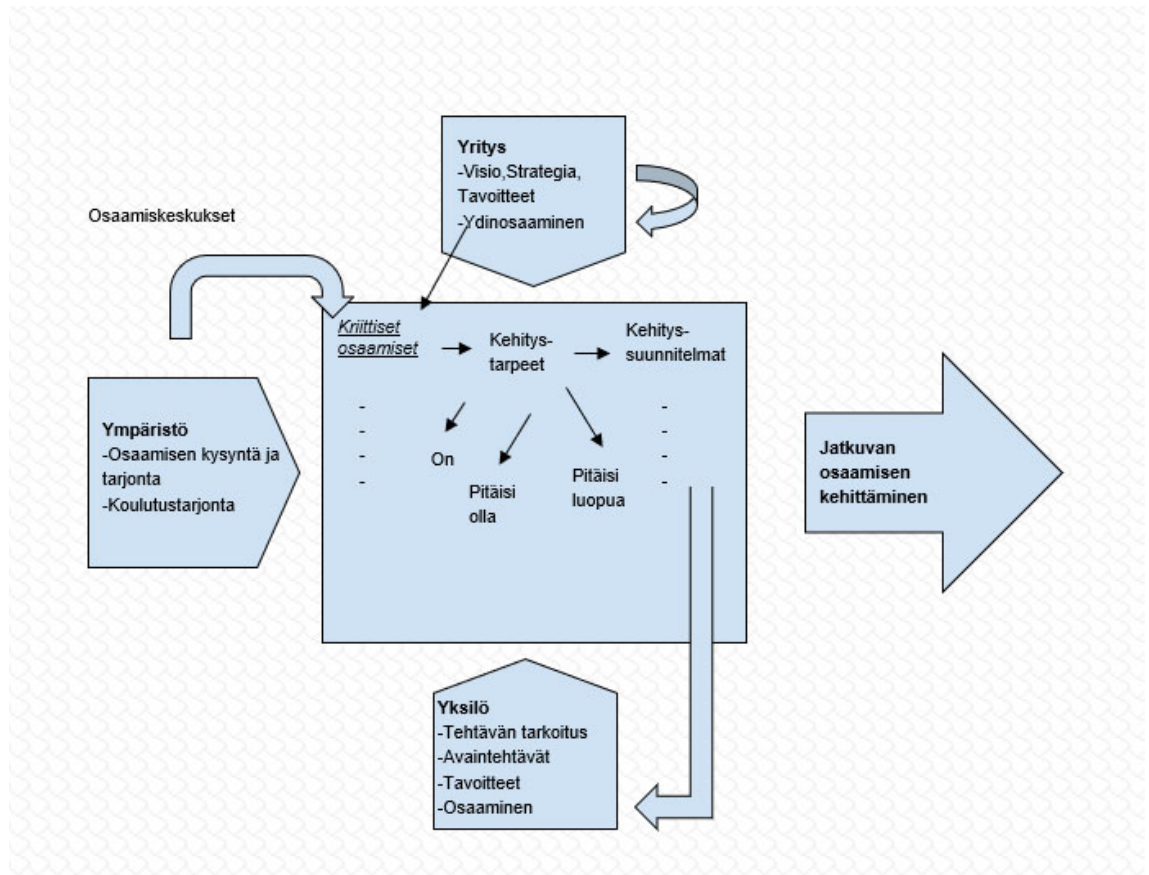 Yritys
-Visio,Strategia,
Tavoitteet
-Ydinosaaminen
Osaamiskeskukset
Kriittiset
osaamiset
Kehitys-
tarpeet
Kehitys-
suunnitelmat
-
-
-
-
On
Pitäisi
olla
Pitäisi
luopua
-
-
-
-
Ympäristö
-Osaamisen kysyntä ja
tarjonta
-Koulutustarjonta
Jatkuvan
osaamisen
kehittäminen
Yksilö
-Tehtävän tarkoitus
-Avaintehtävät
-Tavoitteet
-Osaaminen